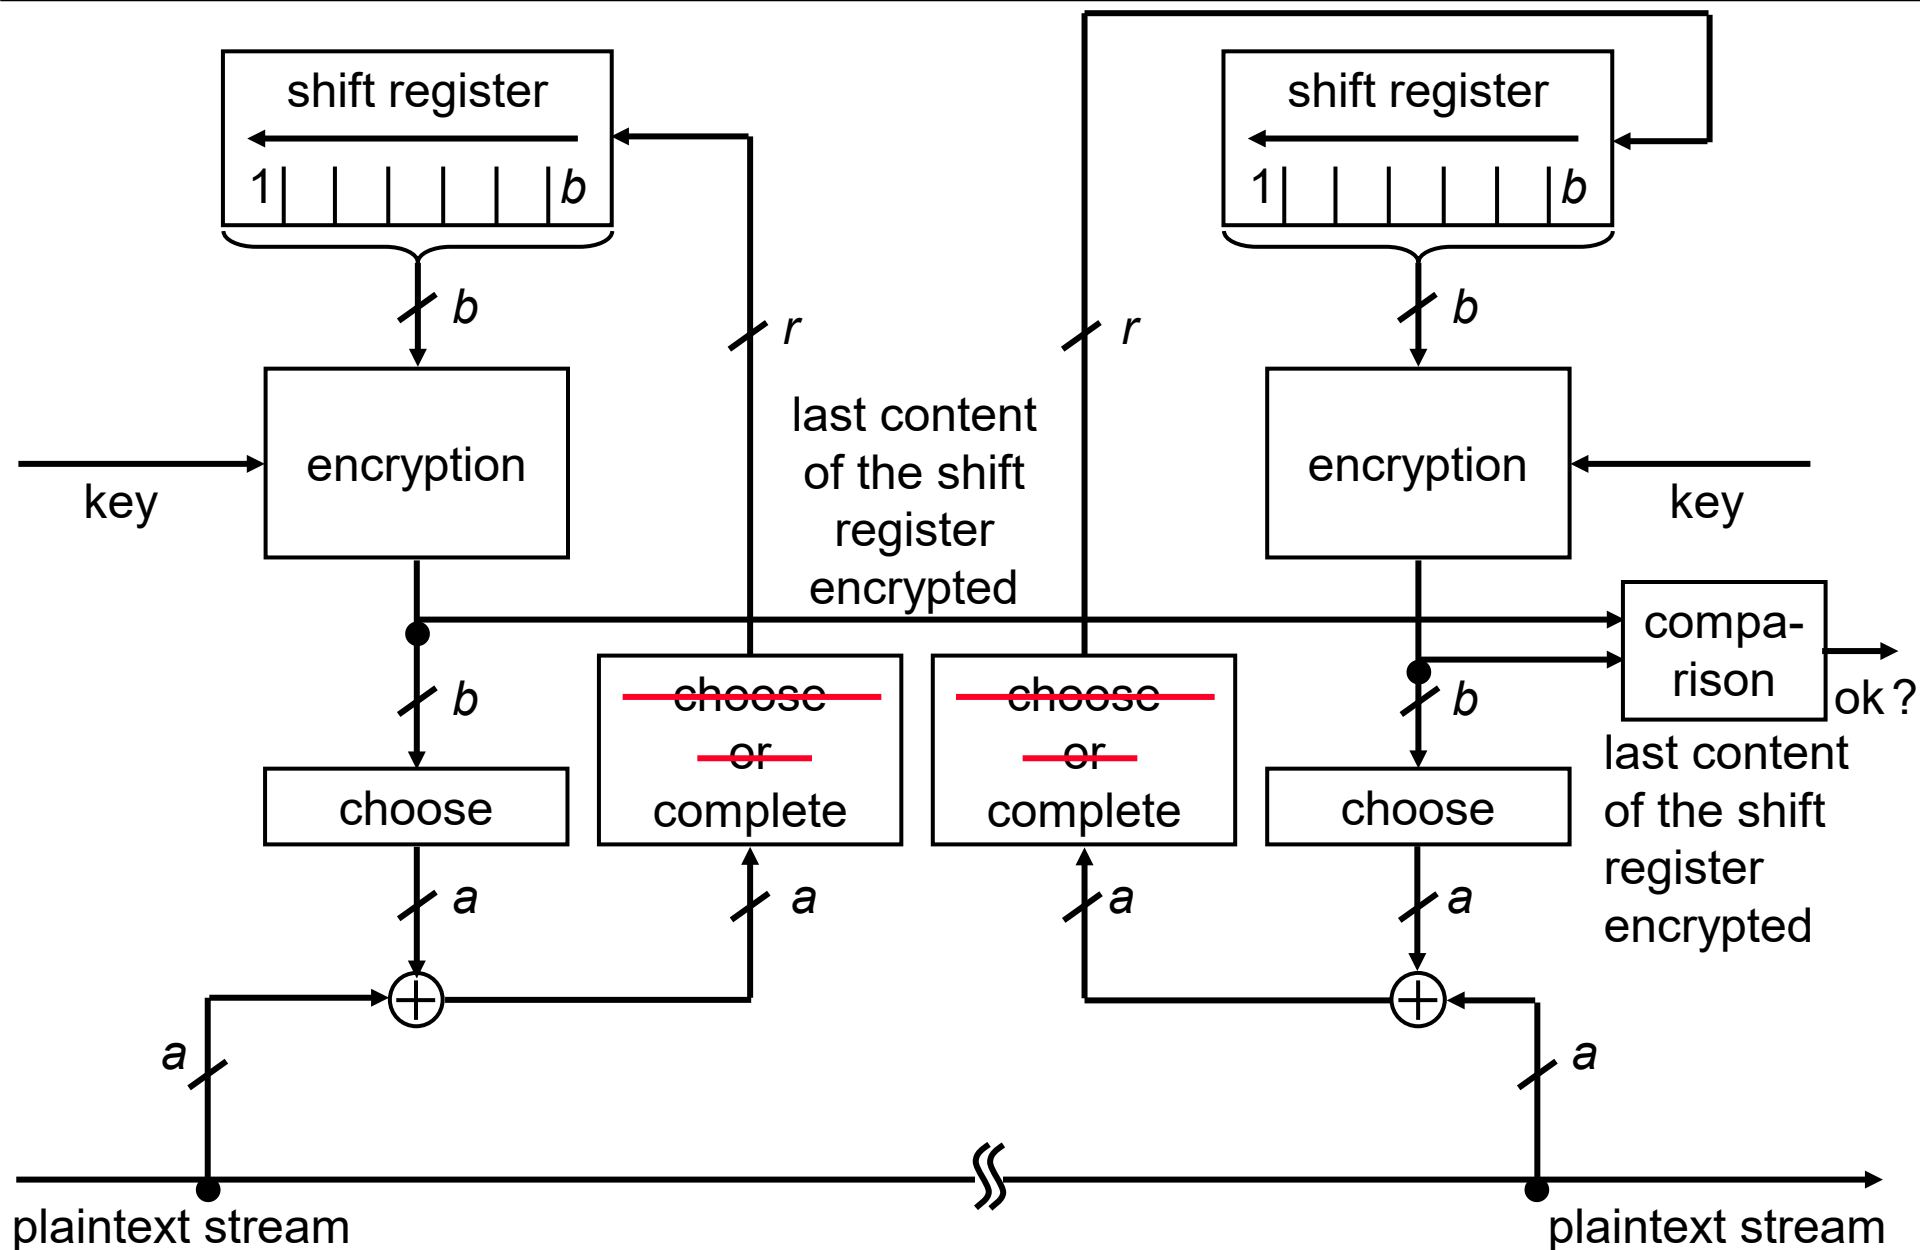 shift register
1 b
b
r
encryption
key
last content
of the shift
register
encrypted
b
choose
choose
or
complete
a
a
a
plaintext stream
shift register
1 b
b
r
encryption
key
compa-
rison
ok?
b
choose
or
complete
choose
last content
of the shift
register
encrypted
a
a
a
plaintext stream